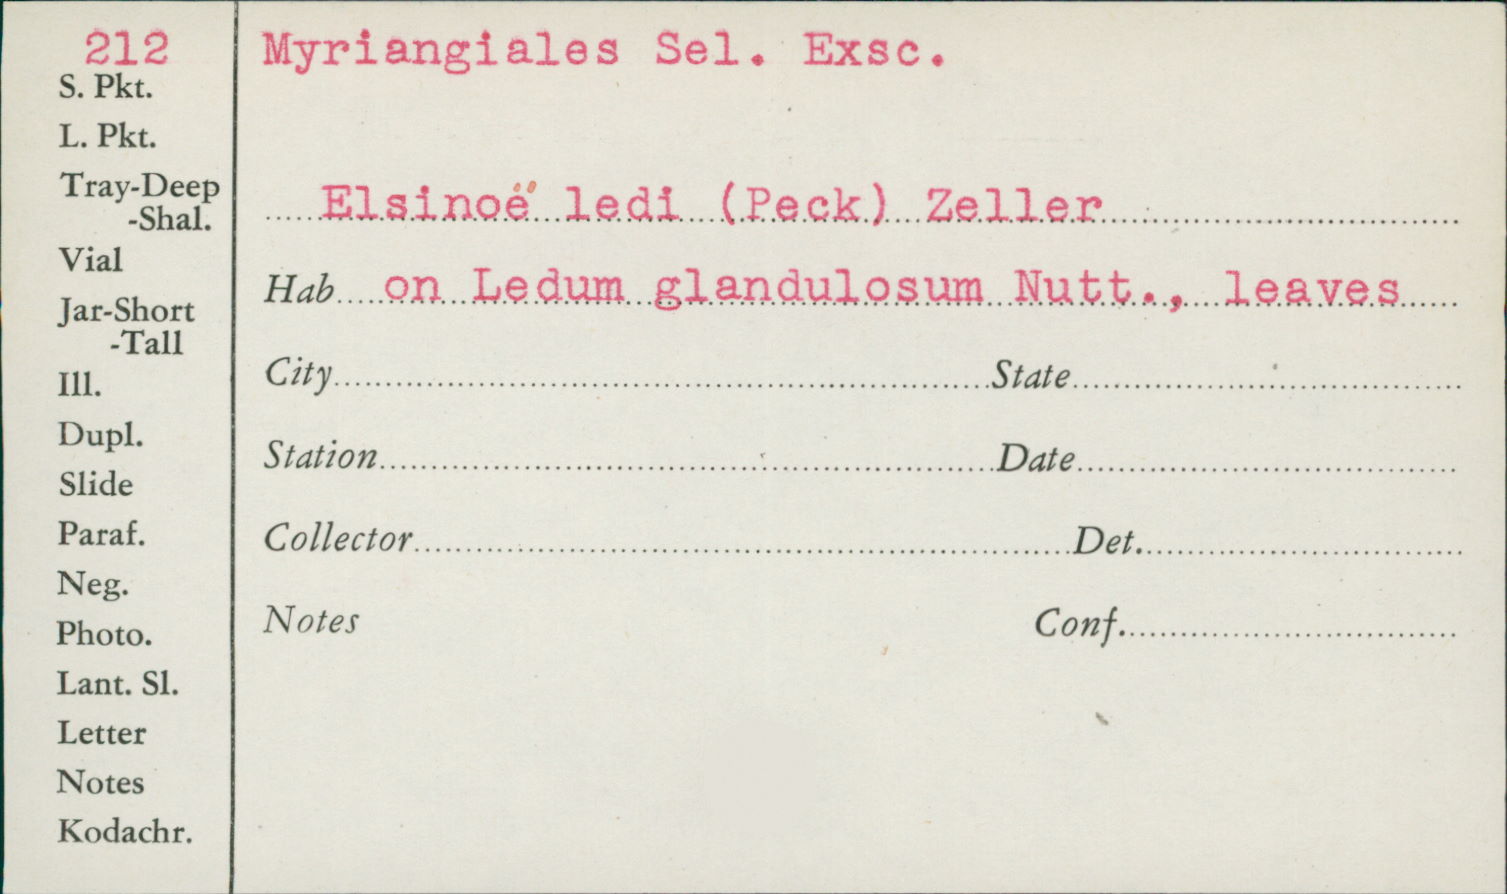 212
S. Pkt.
L. Pkt.
Tray-Deep
-Shal.
Vial
Jar-Short
-Tall
Ill.
Dupl.
Slide
Paraf.
Neg.
Photo.
Lant. Sl.
Letter
Notes
Kodachr.
Myriangiales Sel. Exsc.
Elsinoë ledi (Peck) Zeller
Hab on Ledum glandulosum Nutt., leaves
City State
Station Date
Collector Det.
Notes Conf.